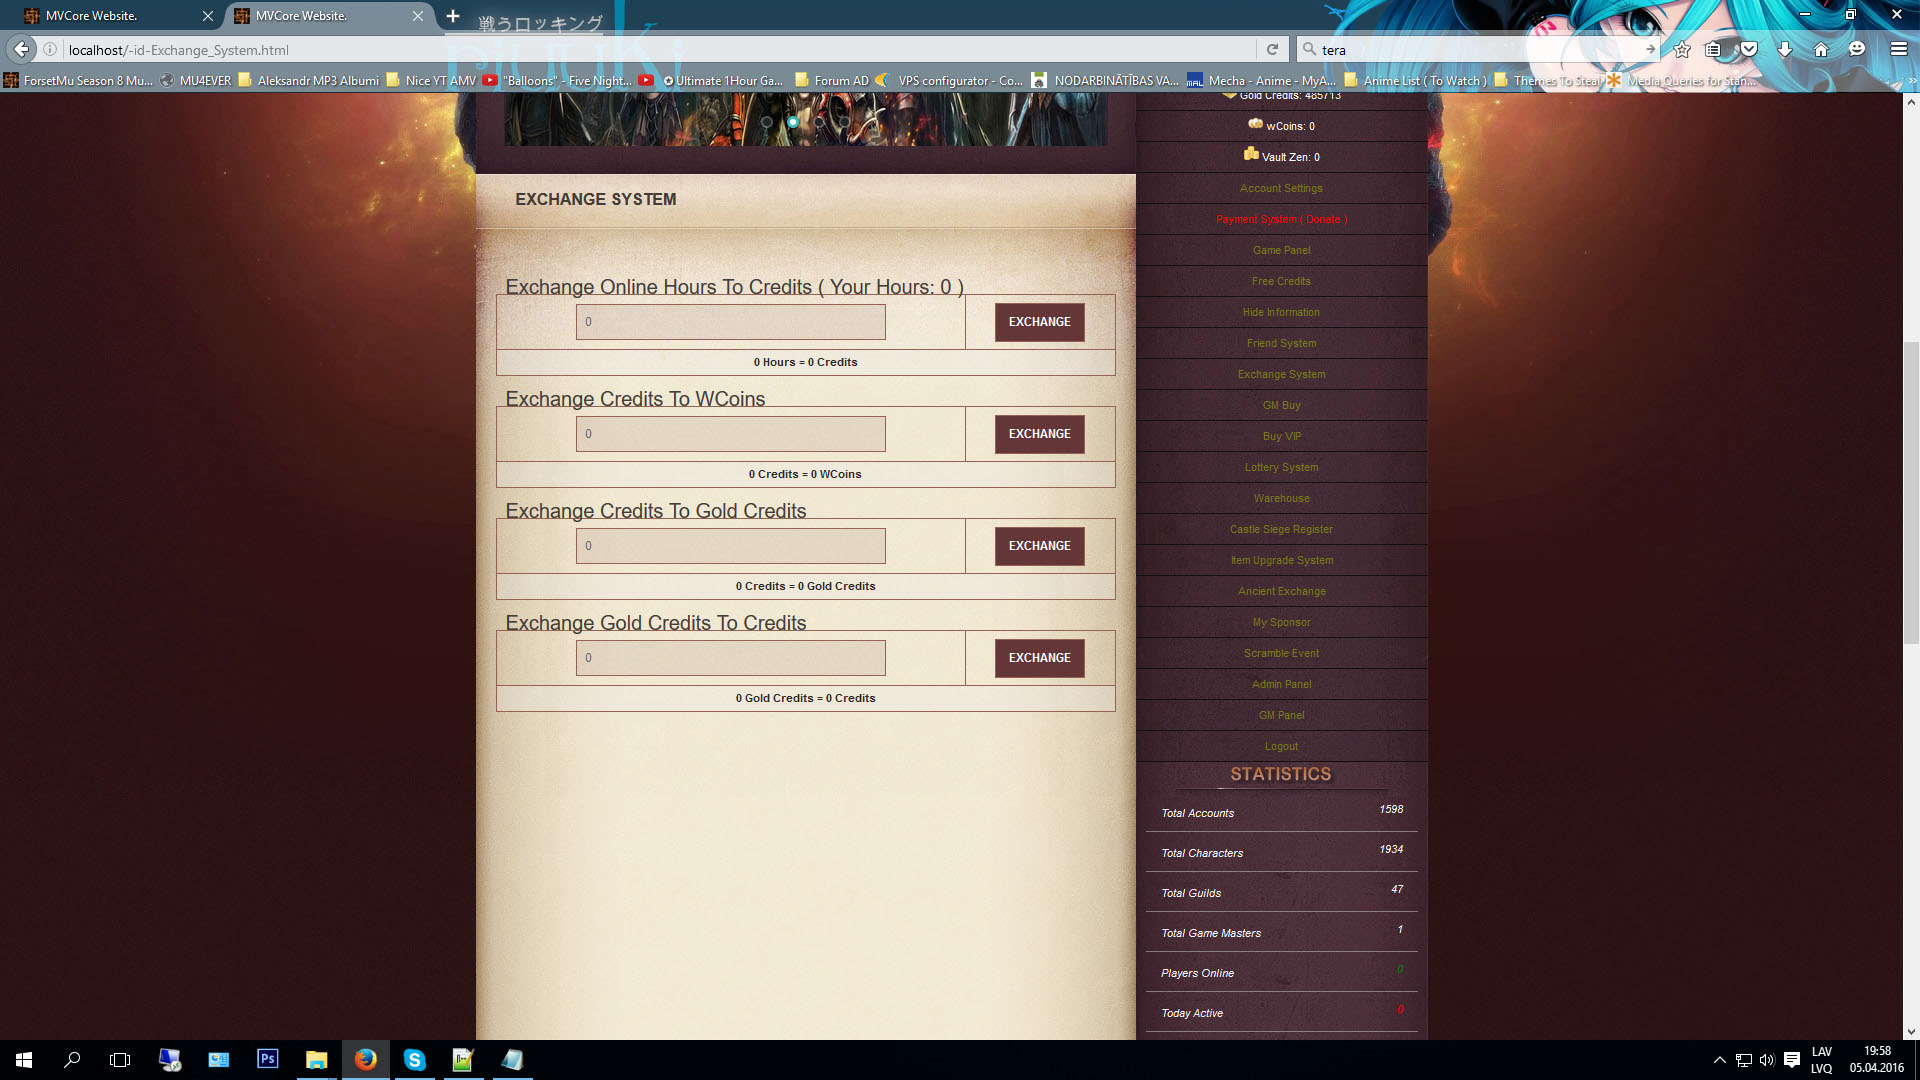 MVCore Website.
MVCore Website.
戦うロッキング
localhost/-id-Exchange_System.html
tera
ForsetMu Season 8 Mu...
MU4EVER
Aleksandr MP3 Albumi
Nice YT AMV
"Balloons" - Five Night...
Ultimate 1Hour Ga...
Forum AD
VPS configurator - Co...
NODARBINĀTĪBAS VA...
MAL
Mecha - Anime - MyA...
Anime List ( To Watch )
Themes To Steal
Media Queries for Stan...
Gold Credits: 485713
wCoins: 0
Vault Zen: 0
Account Settings
Payment System ( Donate )
Game Panel
Free Credits
Hide Information
Friend System
Exchange System
GM Buy
Buy VIP
Lottery System
Warehouse
Castle Siege Register
Item Upgrade System
Ancient Exchange
My Sponsor
Scramble Event
Admin Panel
GM Panel
Logout
EXCHANGE SYSTEM
Exchange Online Hours To Credits ( Your Hours: 0 )
0
EXCHANGE
0 Hours = 0 Credits
Exchange Credits To WCoins
0
EXCHANGE
0 Credits = 0 WCoins
Exchange Credits To Gold Credits
0
EXCHANGE
0 Credits = 0 Gold Credits
Exchange Gold Credits To Credits
0
EXCHANGE
0 Gold Credits = 0 Credits
STATISTICS
Total Accounts 1598
Total Characters 1934
Total Guilds 47
Total Game Masters 1
Players Online 0
Today Active 0
Ps
LAV
LVQ
19:58
05.04.2016